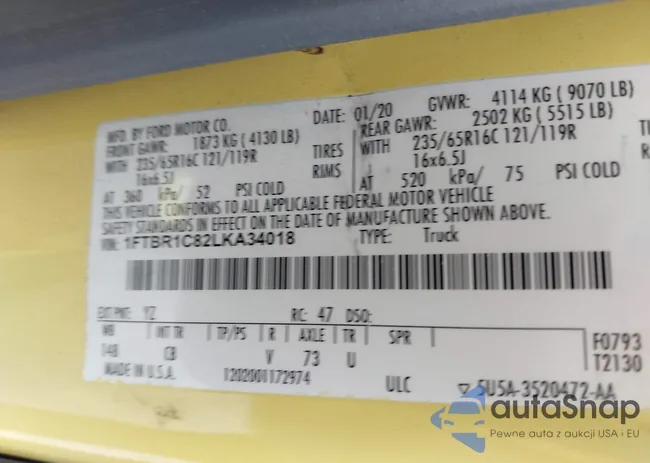 MFD. BY FORD MOTOR CO.
DATE: 01/20 GVWR: 4114 KG ( 9070 LB)
FRONT GAWR: 1873 KG ( 4130 LB) REAR GAWR: 2502 KG ( 5515 LB)
WITH 235/65R16C 121/119R TIRES WITH 235/65R16C 121/119R
16x6.5J RIMS 16x6.5J
AT 360 kPa/ 52 PSI COLD AT 520 kPa/ 75 PSI COLD
THIS VEHICLE CONFORMS TO ALL APPLICABLE FEDERAL MOTOR VEHICLE
SAFETY STANDARDS IN EFFECT ON THE DATE OF MANUFACTURE SHOWN ABOVE.
1FTBR1C82LKA34018 TYPE: Truck
EXT PNT: YZ RC: 47 DSO:
WB INT TR TP/PS R AXLE TR SPR F0793
148 CB V 73 U T2130
MADE IN U.S.A. 1202001172974 ULC 5U5A-3520472-AA
autaSnap
Pewne auta z aukcji USA i EU